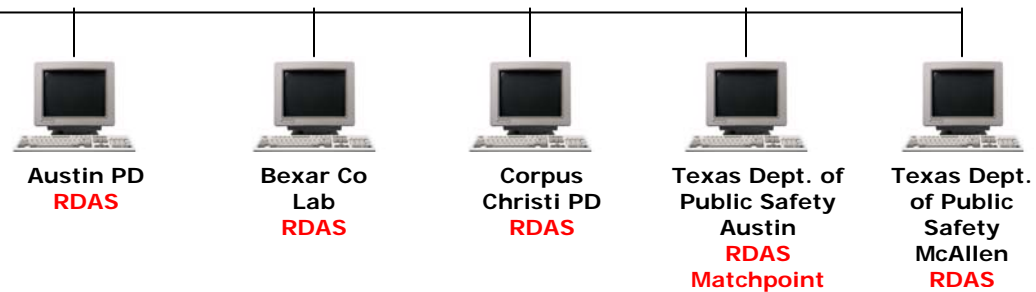 Austin PD
RDAS
Bexar Co
Lab
RDAS
Corpus
Christi PD
RDAS
Texas Dept. of
Public Safety
Austin
RDAS
Matchpoint
Texas Dept.
of Public
Safety
McAllen
RDAS